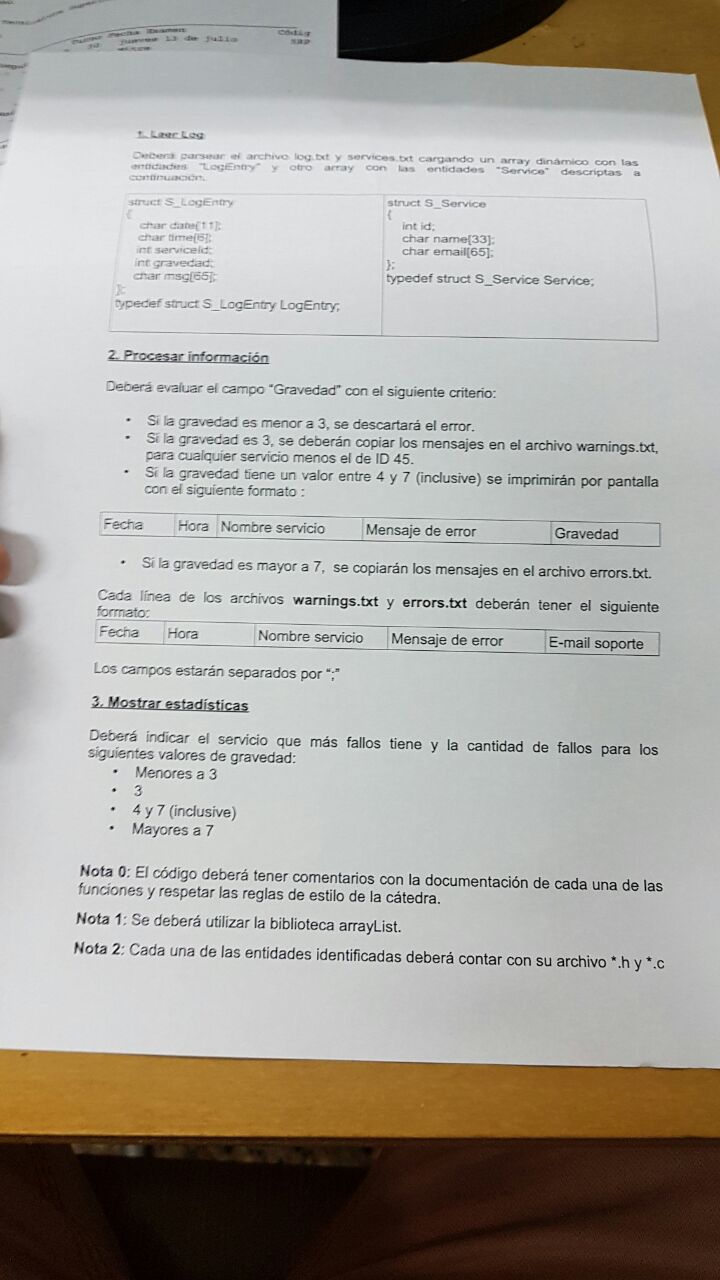 Fecha Examen
jueves 13 de julio
1. Leer Log
Deberá parsear el archivo log.txt y services.txt cargando un array dinámico con las
entidades "LogEntry" y otro array con las entidades "Service" descriptas a
continuación.
struct S_LogEntry
{
char date[11];
char time[6];
int serviceId;
int gravedad;
char msg[65];
};
typedef struct S_LogEntry LogEntry;
struct S_Service
{
int id;
char name[33];
char email[65];
};
typedef struct S_Service Service;
2. Procesar información
Deberá evaluar el campo "Gravedad" con el siguiente criterio:
• Si la gravedad es menor a 3, se descartará el error.
• Si la gravedad es 3, se deberán copiar los mensajes en el archivo warnings.txt,
para cualquier servicio menos el de ID 45.
• Si la gravedad tiene un valor entre 4 y 7 (inclusive) se imprimirán por pantalla
con el siguiente formato :
Fecha Hora Nombre servicio Mensaje de error Gravedad
• Si la gravedad es mayor a 7, se copiarán los mensajes en el archivo errors.txt.
Cada línea de los archivos warnings.txt y errors.txt deberán tener el siguiente
formato:
Fecha Hora Nombre servicio Mensaje de error E-mail soporte
Los campos estarán separados por ";"
3. Mostrar estadísticas
Deberá indicar el servicio que más fallos tiene y la cantidad de fallos para los
siguientes valores de gravedad:
• Menores a 3
• 3
• 4 y 7 (inclusive)
• Mayores a 7
Nota 0: El código deberá tener comentarios con la documentación de cada una de las
funciones y respetar las reglas de estilo de la cátedra.
Nota 1: Se deberá utilizar la biblioteca arrayList.
Nota 2: Cada una de las entidades identificadas deberá contar con su archivo *.h y *.c